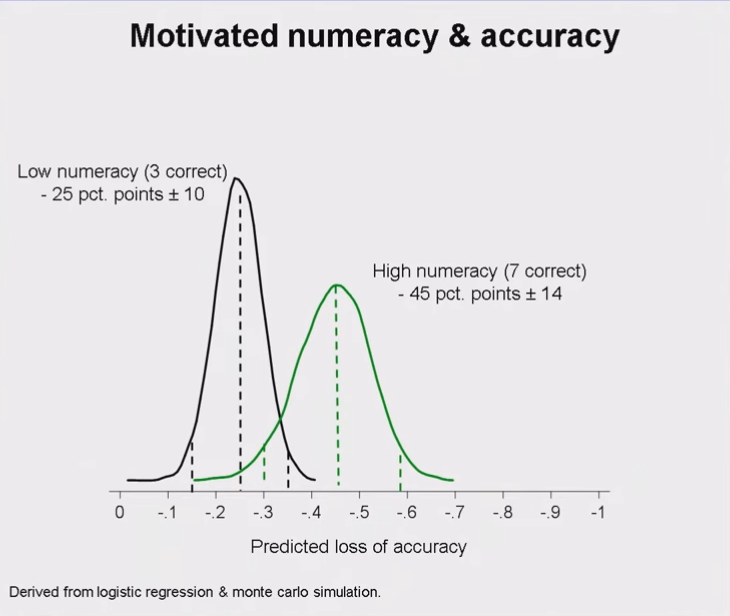 Motivated numeracy & accuracy
Low numeracy (3 correct)
- 25 pct. points ± 10
High numeracy (7 correct)
- 45 pct. points ± 14
0 -.1 -.2 -.3 -.4 -.5 -.6 -.7 -.8 -.9 -1
Predicted loss of accuracy
Derived from logistic regression & monte carlo simulation.